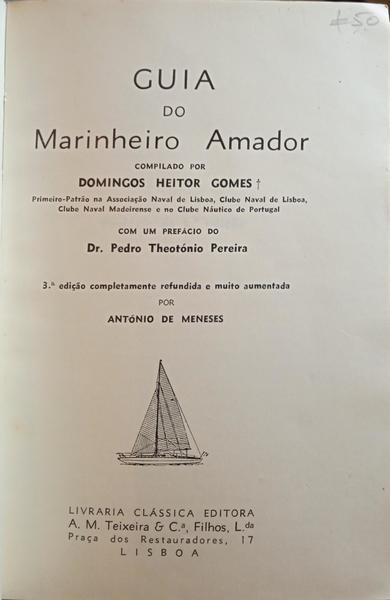 €50
GUIA
DO
Marinheiro Amador
COMPILADO POR
DOMINGOS HEITOR GOMES †
Primeiro-Patrão na Associação Naval de Lisboa, Clube Naval de Lisboa,
Clube Naval Madeirense e no Clube Náutico de Portugal
COM UM PREFÁCIO DO
Dr. Pedro Theotónio Pereira
3.ª edição completamente refundida e muito aumentada
POR
ANTÓNIO DE MENESES
LIVRARIA CLÁSSICA EDITORA
A. M. Teixeira & C.ª, Filhos, L.da
Praça dos Restauradores, 17
LISBOA